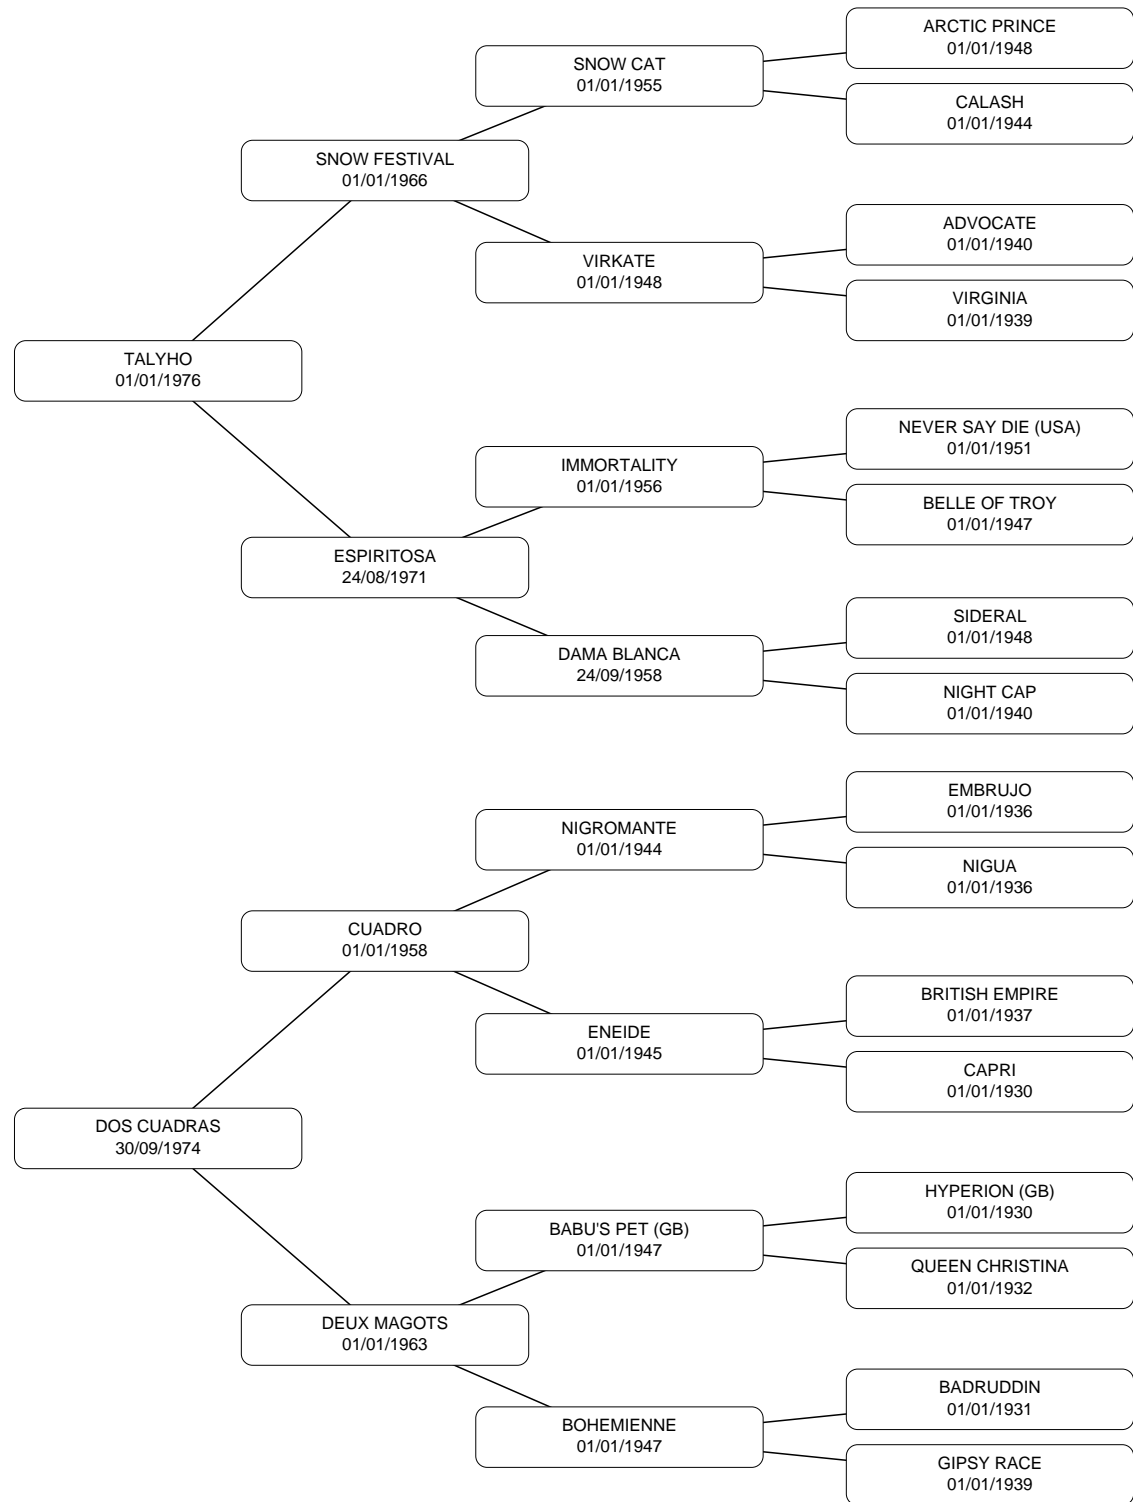 ARCTIC PRINCE
01/01/1948
SNOW CAT
01/01/1955
CALASH
01/01/1944
SNOW FESTIVAL
01/01/1966
ADVOCATE
01/01/1940
VIRKATE
01/01/1948
VIRGINIA
01/01/1939
TALYHO
01/01/1976
NEVER SAY DIE (USA)
01/01/1951
IMMORTALITY
01/01/1956
BELLE OF TROY
01/01/1947
ESPIRITOSA
24/08/1971
SIDERAL
01/01/1948
DAMA BLANCA
24/09/1958
NIGHT CAP
01/01/1940
EMBRUJO
01/01/1936
NIGROMANTE
01/01/1944
NIGUA
01/01/1936
CUADRO
01/01/1958
BRITISH EMPIRE
01/01/1937
ENEIDE
01/01/1945
CAPRI
01/01/1930
DOS CUADRAS
30/09/1974
HYPERION (GB)
01/01/1930
BABU'S PET (GB)
01/01/1947
QUEEN CHRISTINA
01/01/1932
DEUX MAGOTS
01/01/1963
BADRUDDIN
01/01/1931
BOHEMIENNE
01/01/1947
GIPSY RACE
01/01/1939